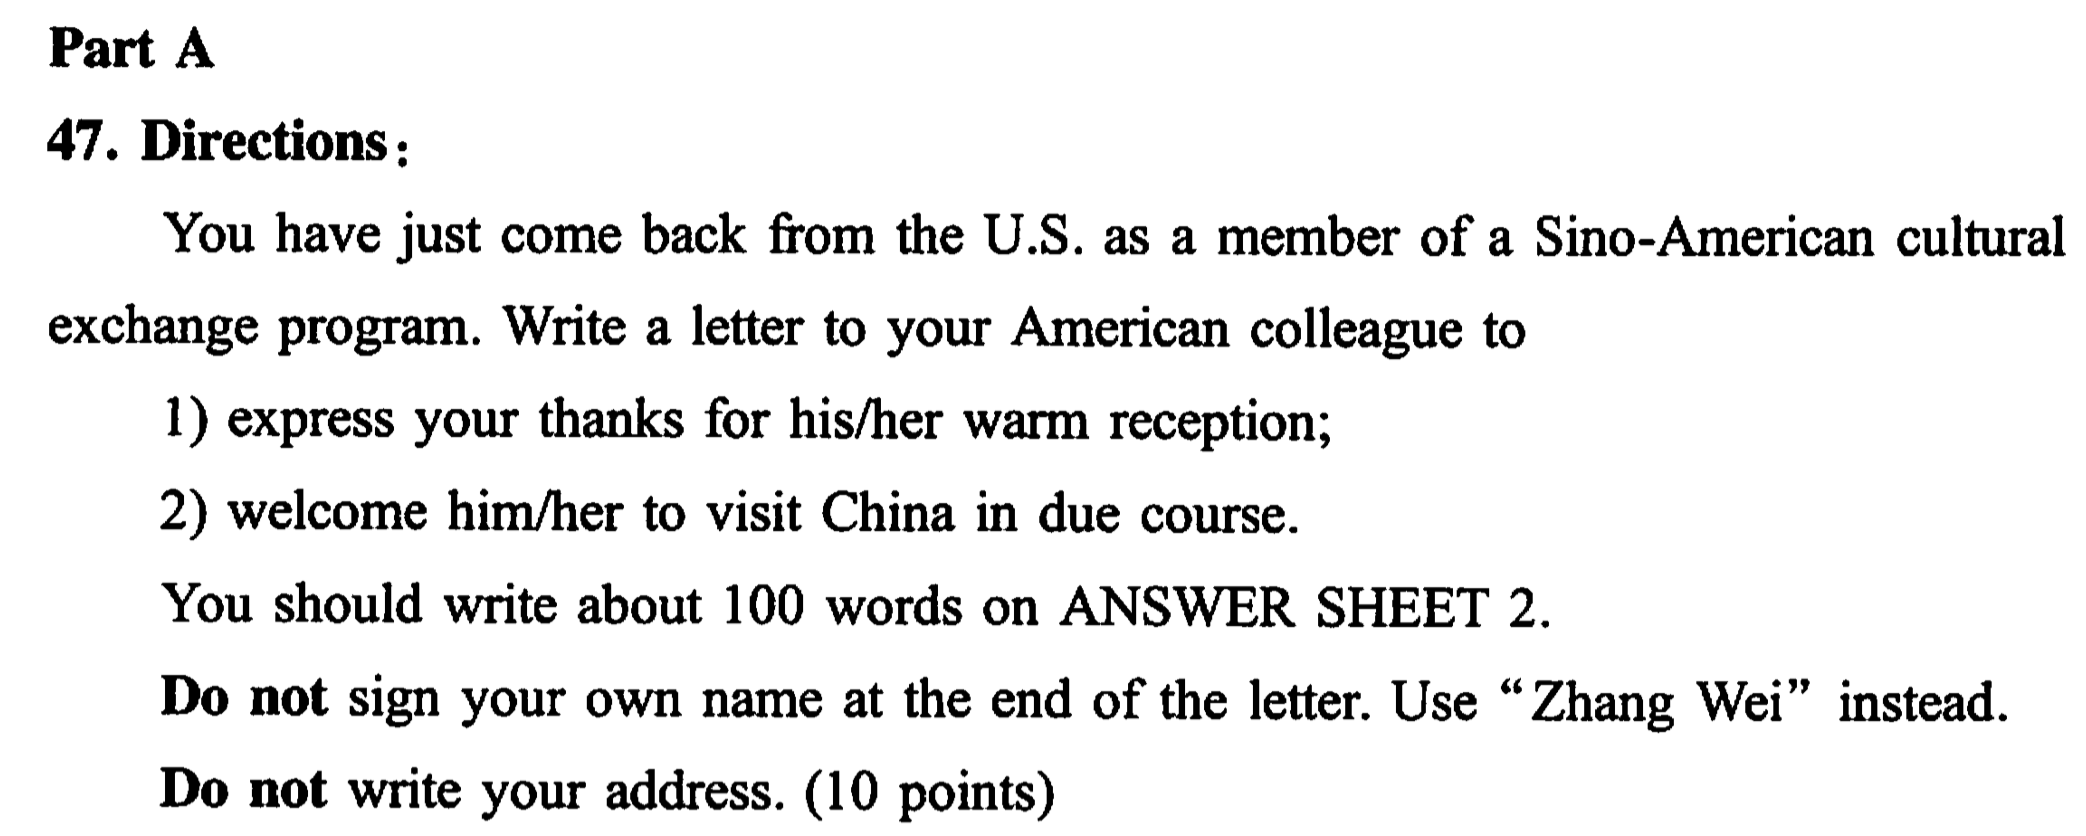 Part A
47. Directions:
You have just come back from the U.S. as a member of a Sino-American cultural
exchange program. Write a letter to your American colleague to
1) express your thanks for his/her warm reception;
2) welcome him/her to visit China in due course.
You should write about 100 words on ANSWER SHEET 2.
Do not sign your own name at the end of the letter. Use “Zhang Wei” instead.
Do not write your address. (10 points)